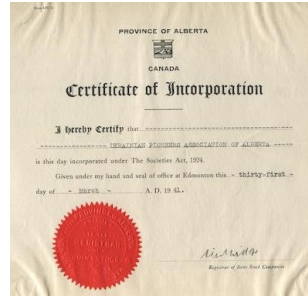 PROVINCE OF ALBERTA
CANADA
Certificate of Incorporation
I hereby Certify that
UKRAINIAN PIONEERS ASSOCIATION OF ALBERTA
is this day incorporated under The Societies Act, 1924.
Given under my hand and seal of office at Edmonton this - thirty-first -
day of - March - A. D. 1941.
Registrar of Joint Stock Companies
REGISTRAR